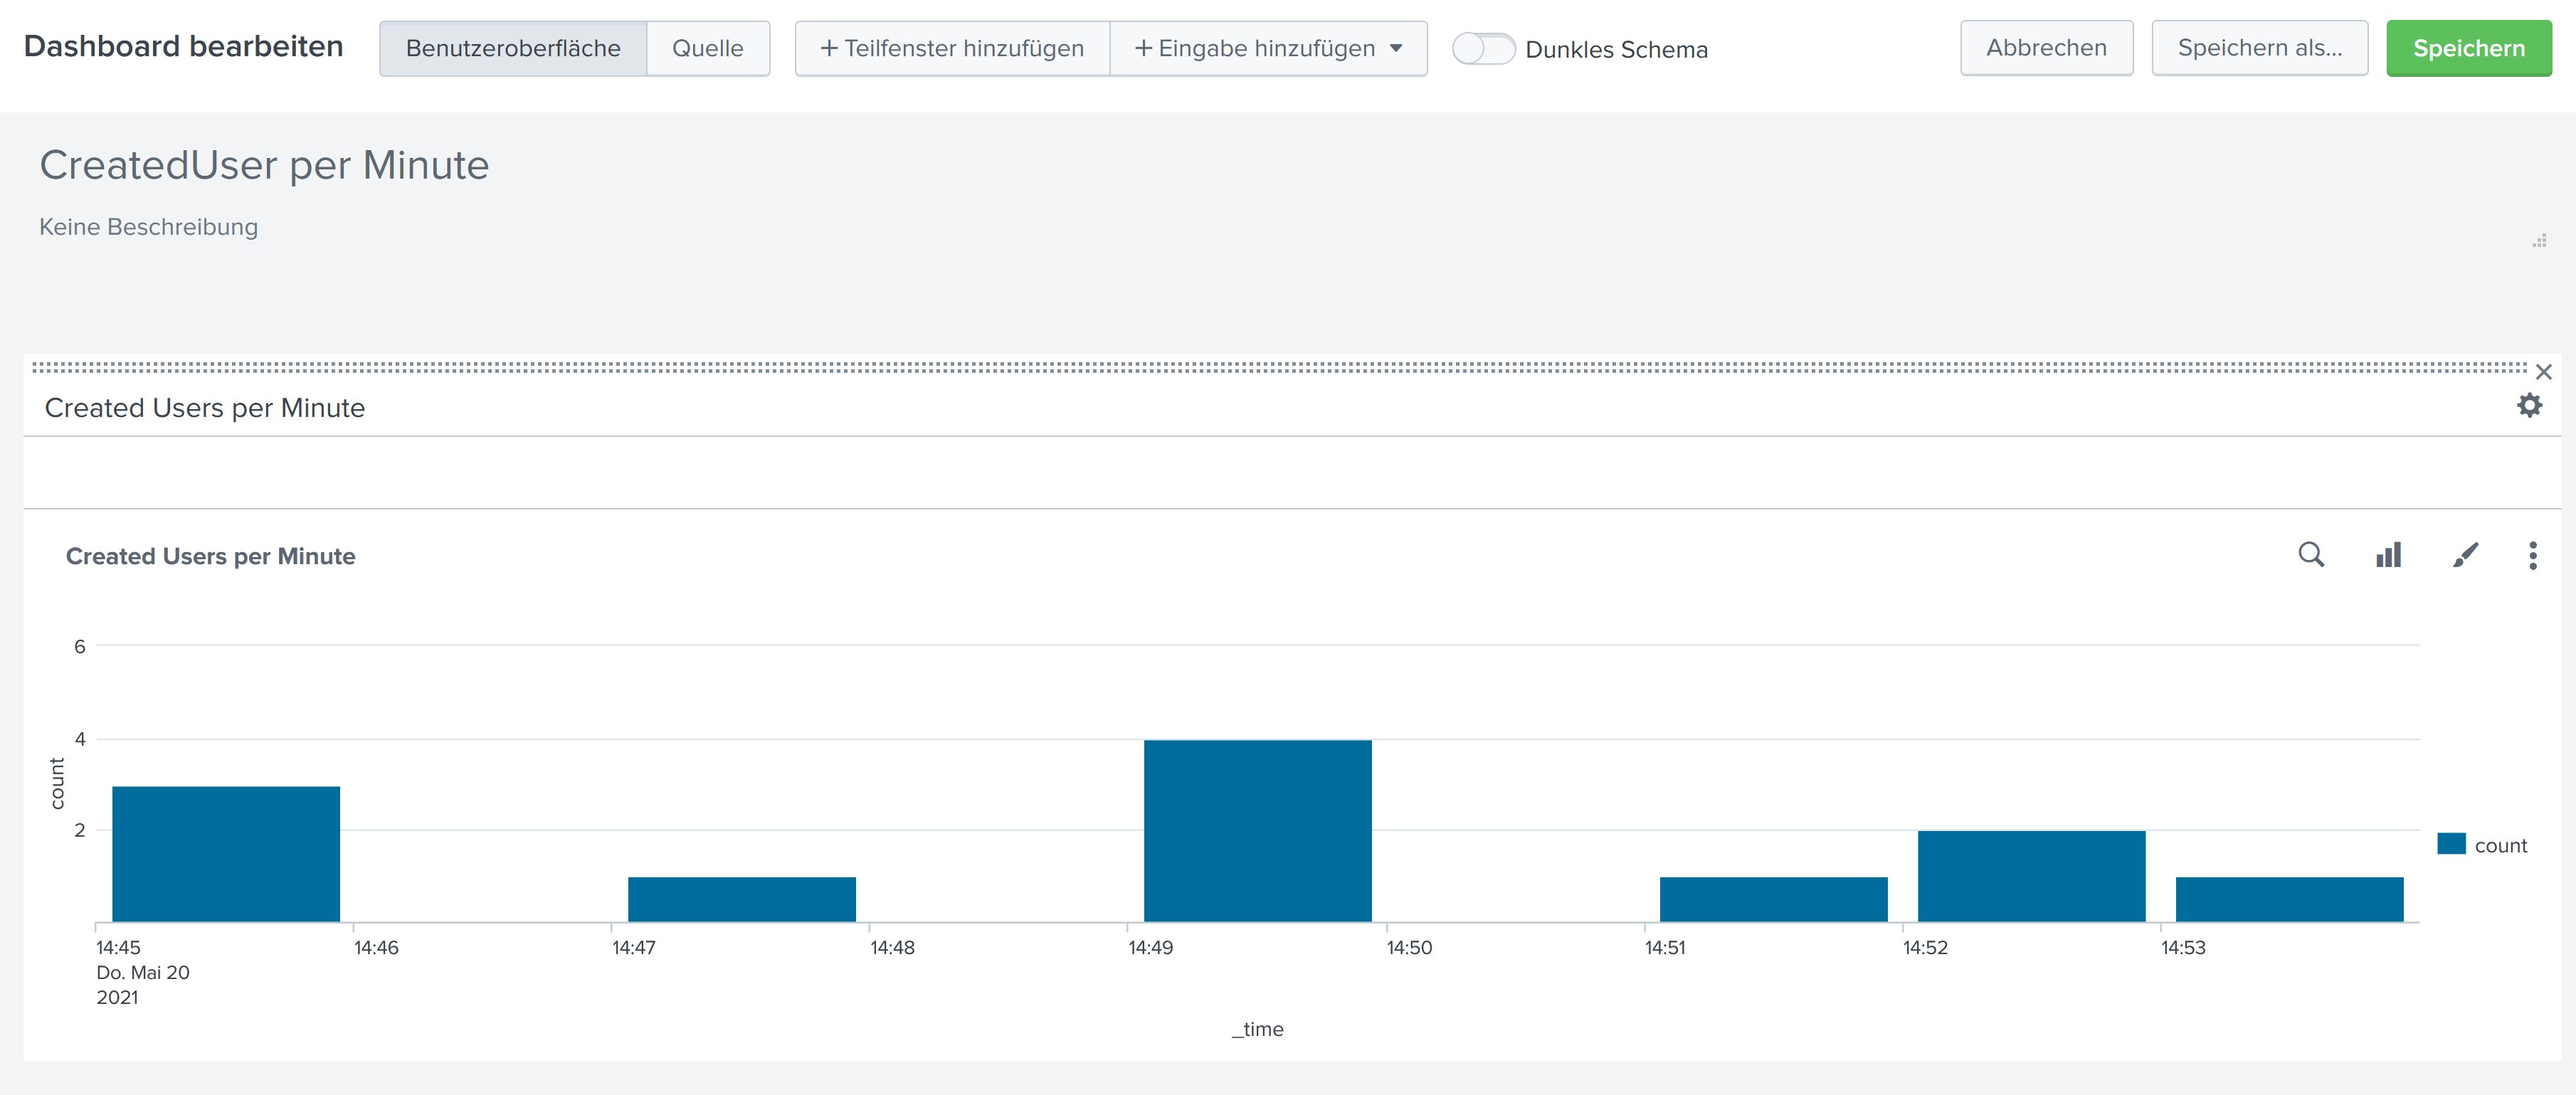 Dashboard bearbeiten Benutzeroberfläche Quelle + Teilfenster hinzufügen + Eingabe hinzufügen Dunkles Schema Abbrechen Speichern als... Speichern
CreatedUser per Minute
Keine Beschreibung
Created Users per Minute
Created Users per Minute
6
4
2
count
count
14:45 14:46 14:47 14:48 14:49 14:50 14:51 14:52 14:53
Do. Mai 20
2021
_time